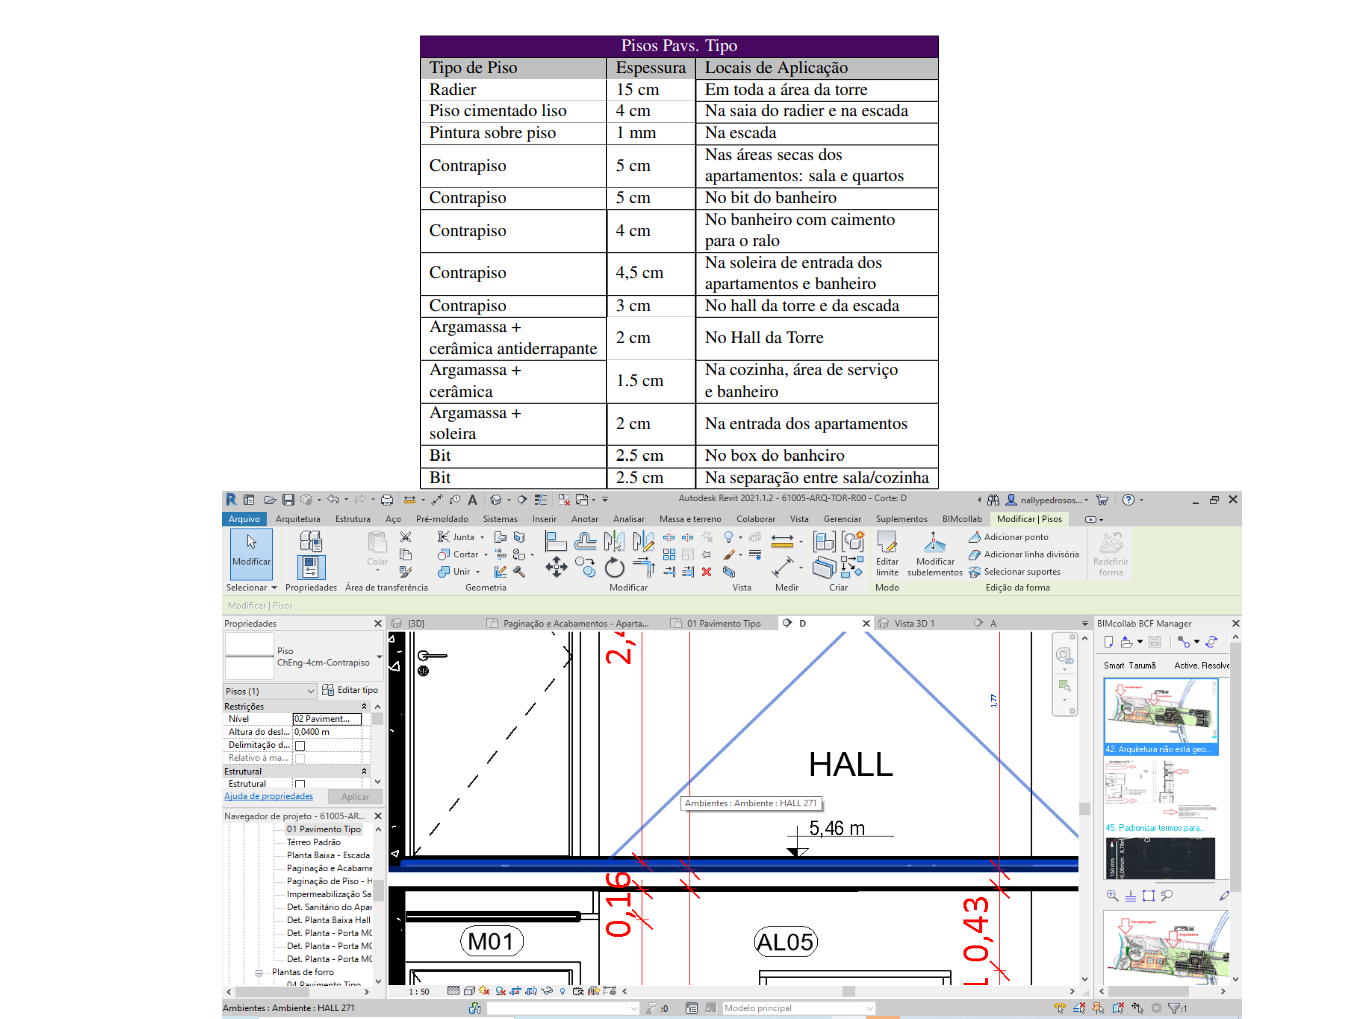 Pisos Pavs. Tipo
Tipo de Piso Espessura Locais de Aplicação
Radier 15 cm Em toda a área da torre
Piso cimentado liso 4 cm Na saia do radier e na escada
Pintura sobre piso 1 mm Na escada
Contrapiso 5 cm Nas áreas secas dos
apartamentos: sala e quartos
Contrapiso 5 cm No bit do banheiro
Contrapiso 4 cm No banheiro com caimento
para o ralo
Contrapiso 4,5 cm Na soleira de entrada dos
apartamentos e banheiro
Contrapiso 3 cm No hall da torre e da escada
Argamassa +
cerâmica antiderrapante 2 cm No Hall da Torre
Argamassa +
cerâmica 1.5 cm Na cozinha, área de serviço
e banheiro
Argamassa +
soleira 2 cm Na entrada dos apartamentos
Bit 2.5 cm No box do banheiro
Bit 2.5 cm Na separação entre sala/cozinha
Autodesk Revit 2021.1.2 - 61005-ARQ-TOR-R00 - Corte: D
nallypedrosos...
Arquivo Arquitetura Estrutura Aço Pré-moldado Sistemas Inserir Anotar Analisar Massa e terreno Colaborar Vista Gerenciar Suplementos BIMcollab Modificar | Pisos
Modificar
Colar
Junta
Cortar
Unir
Editar
limite
Modificar
subelementos
Adicionar ponto
Adicionar linha divisória
Selecionar suportes
Redefinir
forma
Selecionar Propriedades Área de transferência Geometria Modificar Vista Medir Criar Modo Edição da forma
Modificar | Pisos
Propriedades
{3D} Paginação e Acabamentos - Aparta... 01 Pavimento Tipo D Vista 3D 1 A
BIMcollab BCF Manager
Piso
ChEng-4cm-Contrapiso
Pisos (1) Editar tipo
Restrições
Nível 02 Paviment...
Altura do desl... 0,0400 m
Delimitação d...
Relativo à ma...
Estrutural
Estrutural
Ajuda de propriedades Aplicar
Navegador de projeto - 61005-AR...
01 Pavimento Tipo
Térreo Padrão
Planta Baixa - Escada
Paginação e Acabame
Paginação de Piso - H
Impermeabilização Sa
Det. Sanitário do Apar
Det. Planta Baixa Hall
Det. Planta - Porta MC
Det. Planta - Porta MC
Det. Planta - Porta MC
Plantas de forro
04 Pavimento Tipo
1,77
HALL
Ambientes : Ambiente : HALL 271
5,46 m
0,16
0,43
M01
AL05
Smart Tarumã Active, Resolve
42. Arquitetura não está geo...
45. Padronizar termos para...
1 : 50
Ambientes : Ambiente : HALL 271
:0
Modelo principal
:1